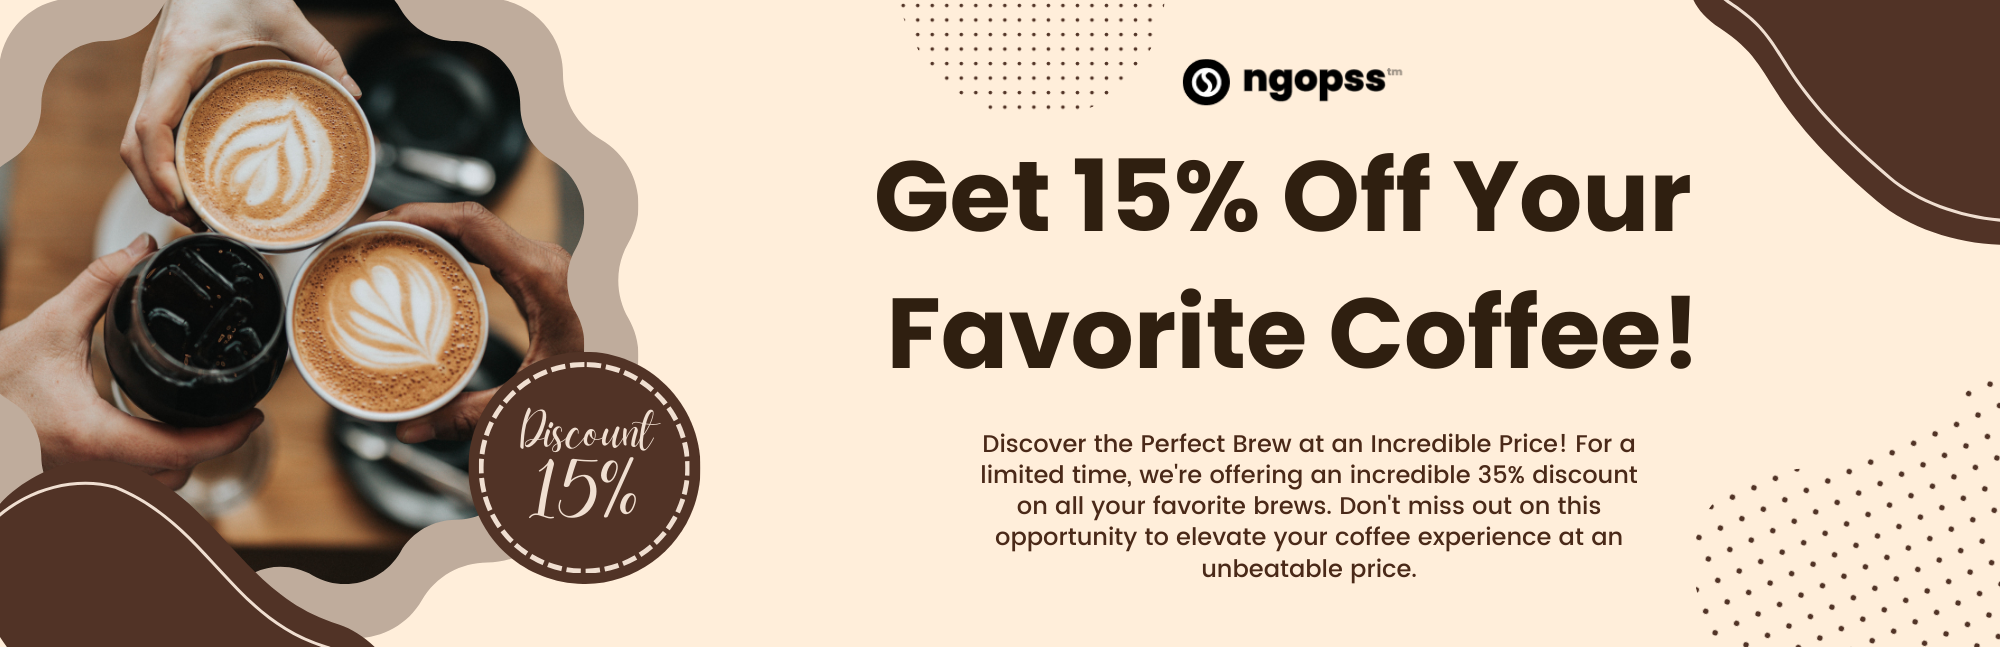 ngopss™
Get 15% Off Your
Favorite Coffee!
Discover the Perfect Brew at an Incredible Price! For a
limited time, we're offering an incredible 35% discount
on all your favorite brews. Don't miss out on this
opportunity to elevate your coffee experience at an
unbeatable price.
Discount
15%